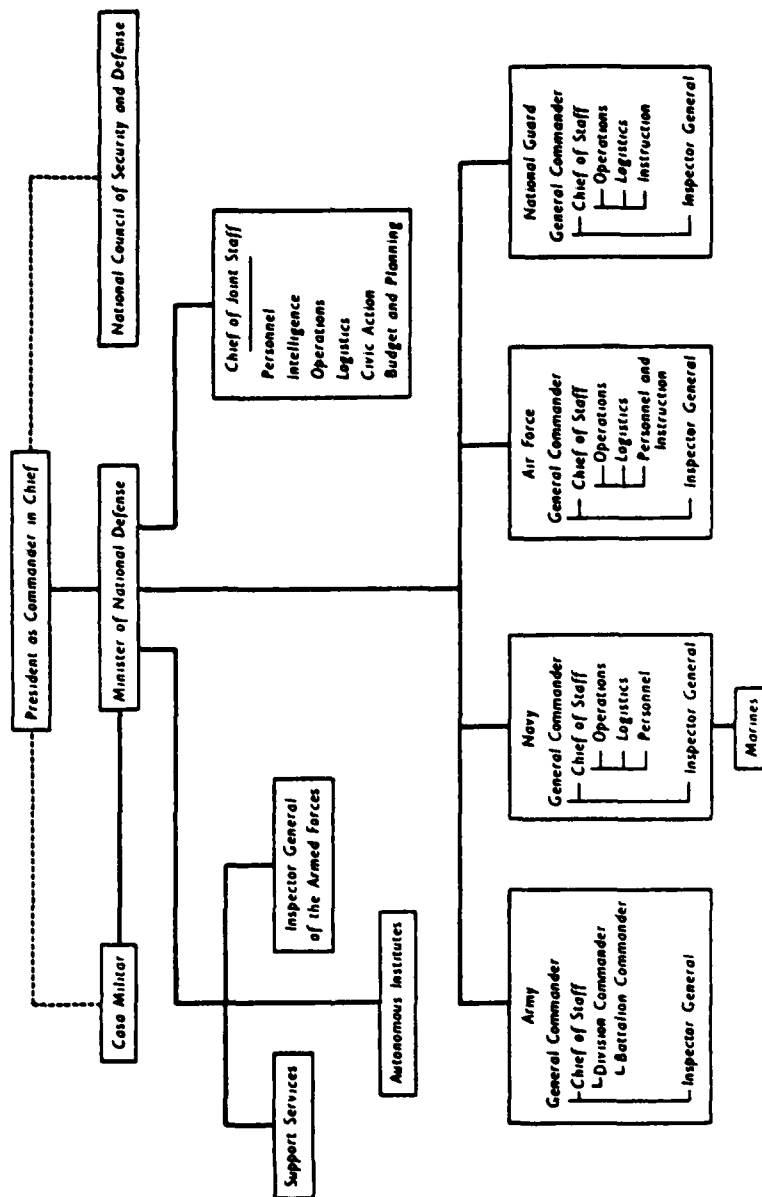 President as Commander in Chief
National Council of Security and Defense
Casa Militar
Minister of National Defense
Chief of Joint Staff
Personnel
Intelligence
Operations
Logistics
Civic Action
Budget and Planning
Support Services
Inspector General
of the Armed Forces
Autonomous Institutes
Army
General Commander
Chief of Staff
Division Commander
Battalion Commander
Inspector General
Navy
General Commander
Chief of Staff
Operations
Logistics
Personnel
Inspector General
Marines
Air Force
General Commander
Chief of Staff
Operations
Logistics
Personnel and
Instruction
Inspector General
National Guard
General Commander
Chief of Staff
Operations
Logistics
Instruction
Inspector General